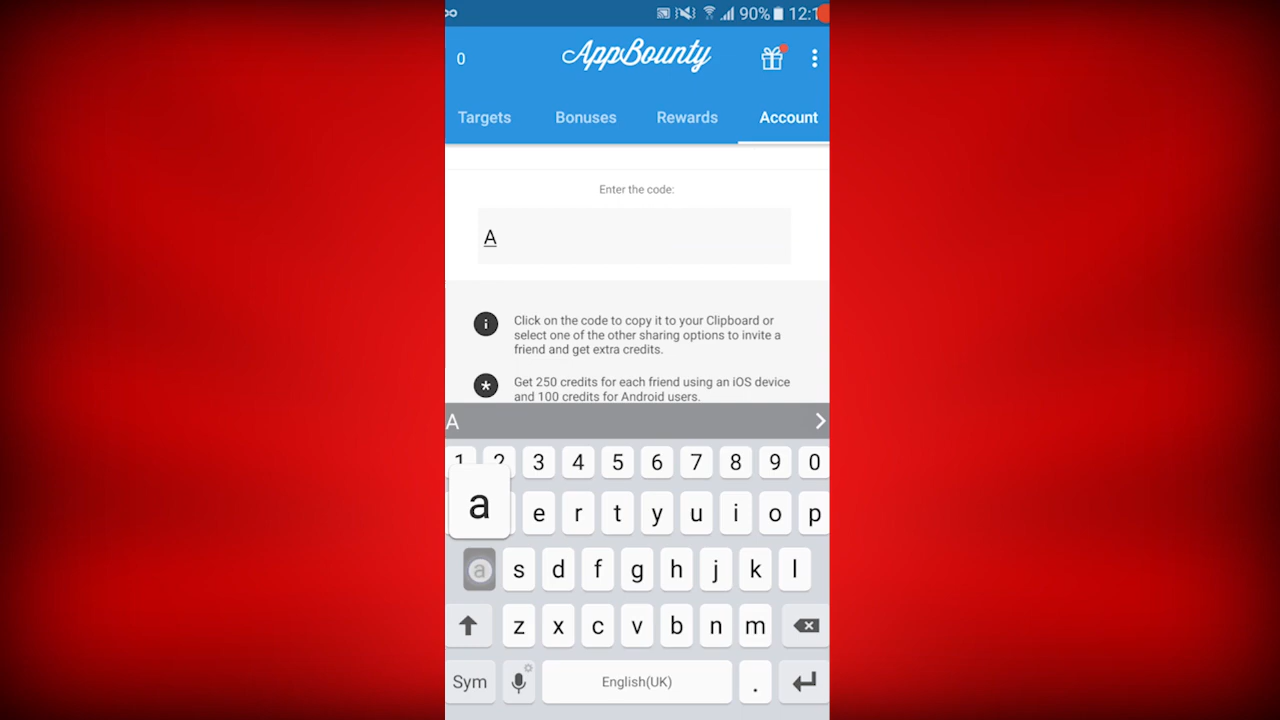 90% 12:1
0 AppBounty
Targets Bonuses Rewards Account
Enter the code:
A
Click on the code to copy it to your Clipboard or
select one of the other sharing options to invite a
friend and get extra credits.
Get 250 credits for each friend using an iOS device
and 100 credits for Android users.
A
1 2 3 4 5 6 7 8 9 0
a e r t y u i o p
a s d f g h j k l
z x c v b n m
Sym English(UK) .